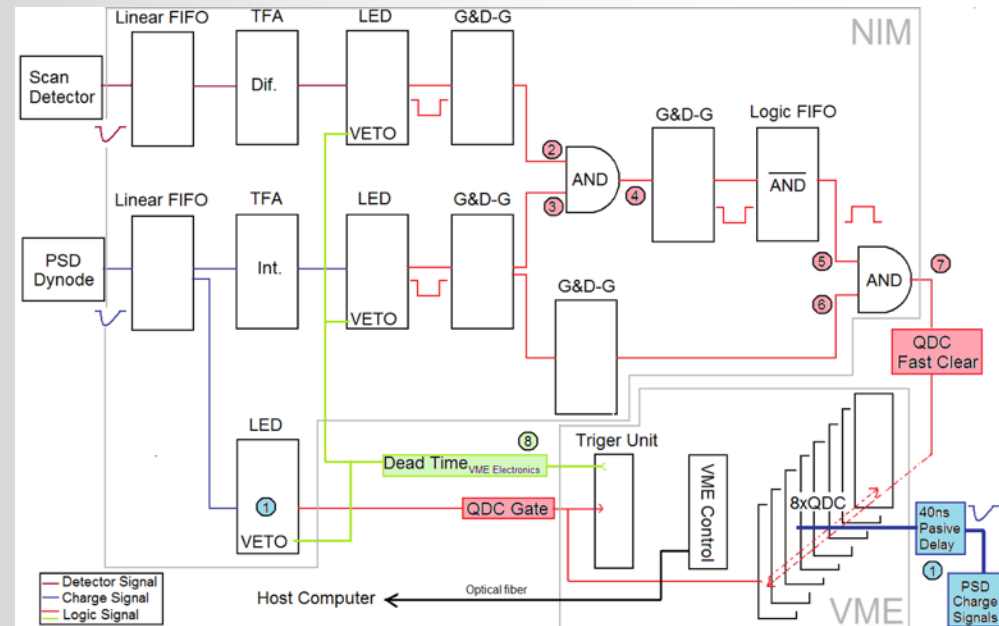 Linear FIFO
TFA
LED
G&D-G
NIM
Scan
Detector
Dif.
VETO
G&D-G
Logic FIFO
2
AND
AND
3
4
Linear FIFO
TFA
LED
G&D-G
PSD
Dynode
Int.
VETO
5
7
AND
6
G&D-G
QDC
Fast Clear
LED
8
Triger Unit
Dead Time VME Electronics
VME Control
8xQDC
1
QDC Gate
VETO
40ns
Pasive
Delay
1
PSD
Charge
Signals
Detector Signal
Charge Signal
Logic Signal
Host Computer
Optical fiber
VME